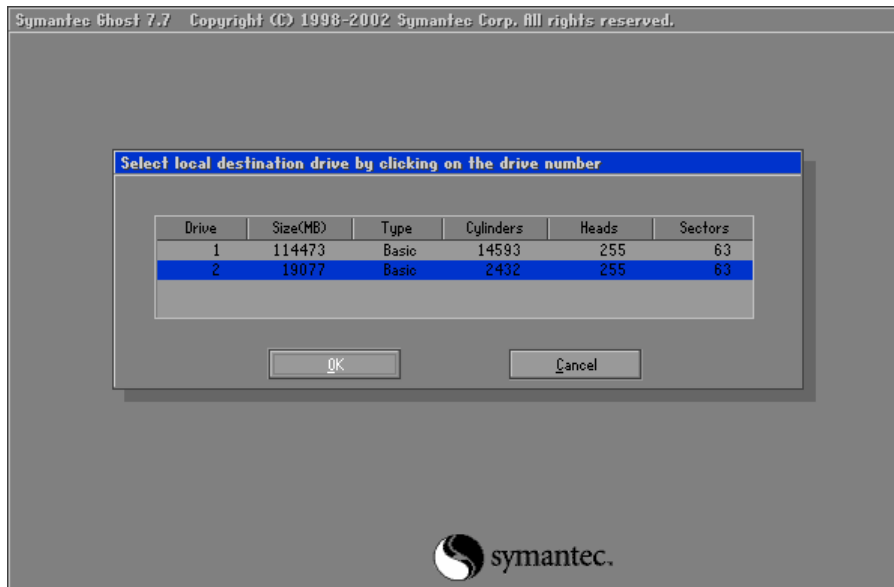 Symantec Ghost 7.7 Copyright (C) 1998-2002 Symantec Corp. All rights reserved.
Select local destination drive by clicking on the drive number
Drive Size(MB) Type Cylinders Heads Sectors
1 114473 Basic 14593 255 63
2 19077 Basic 2432 255 63
OK Cancel
symantec.